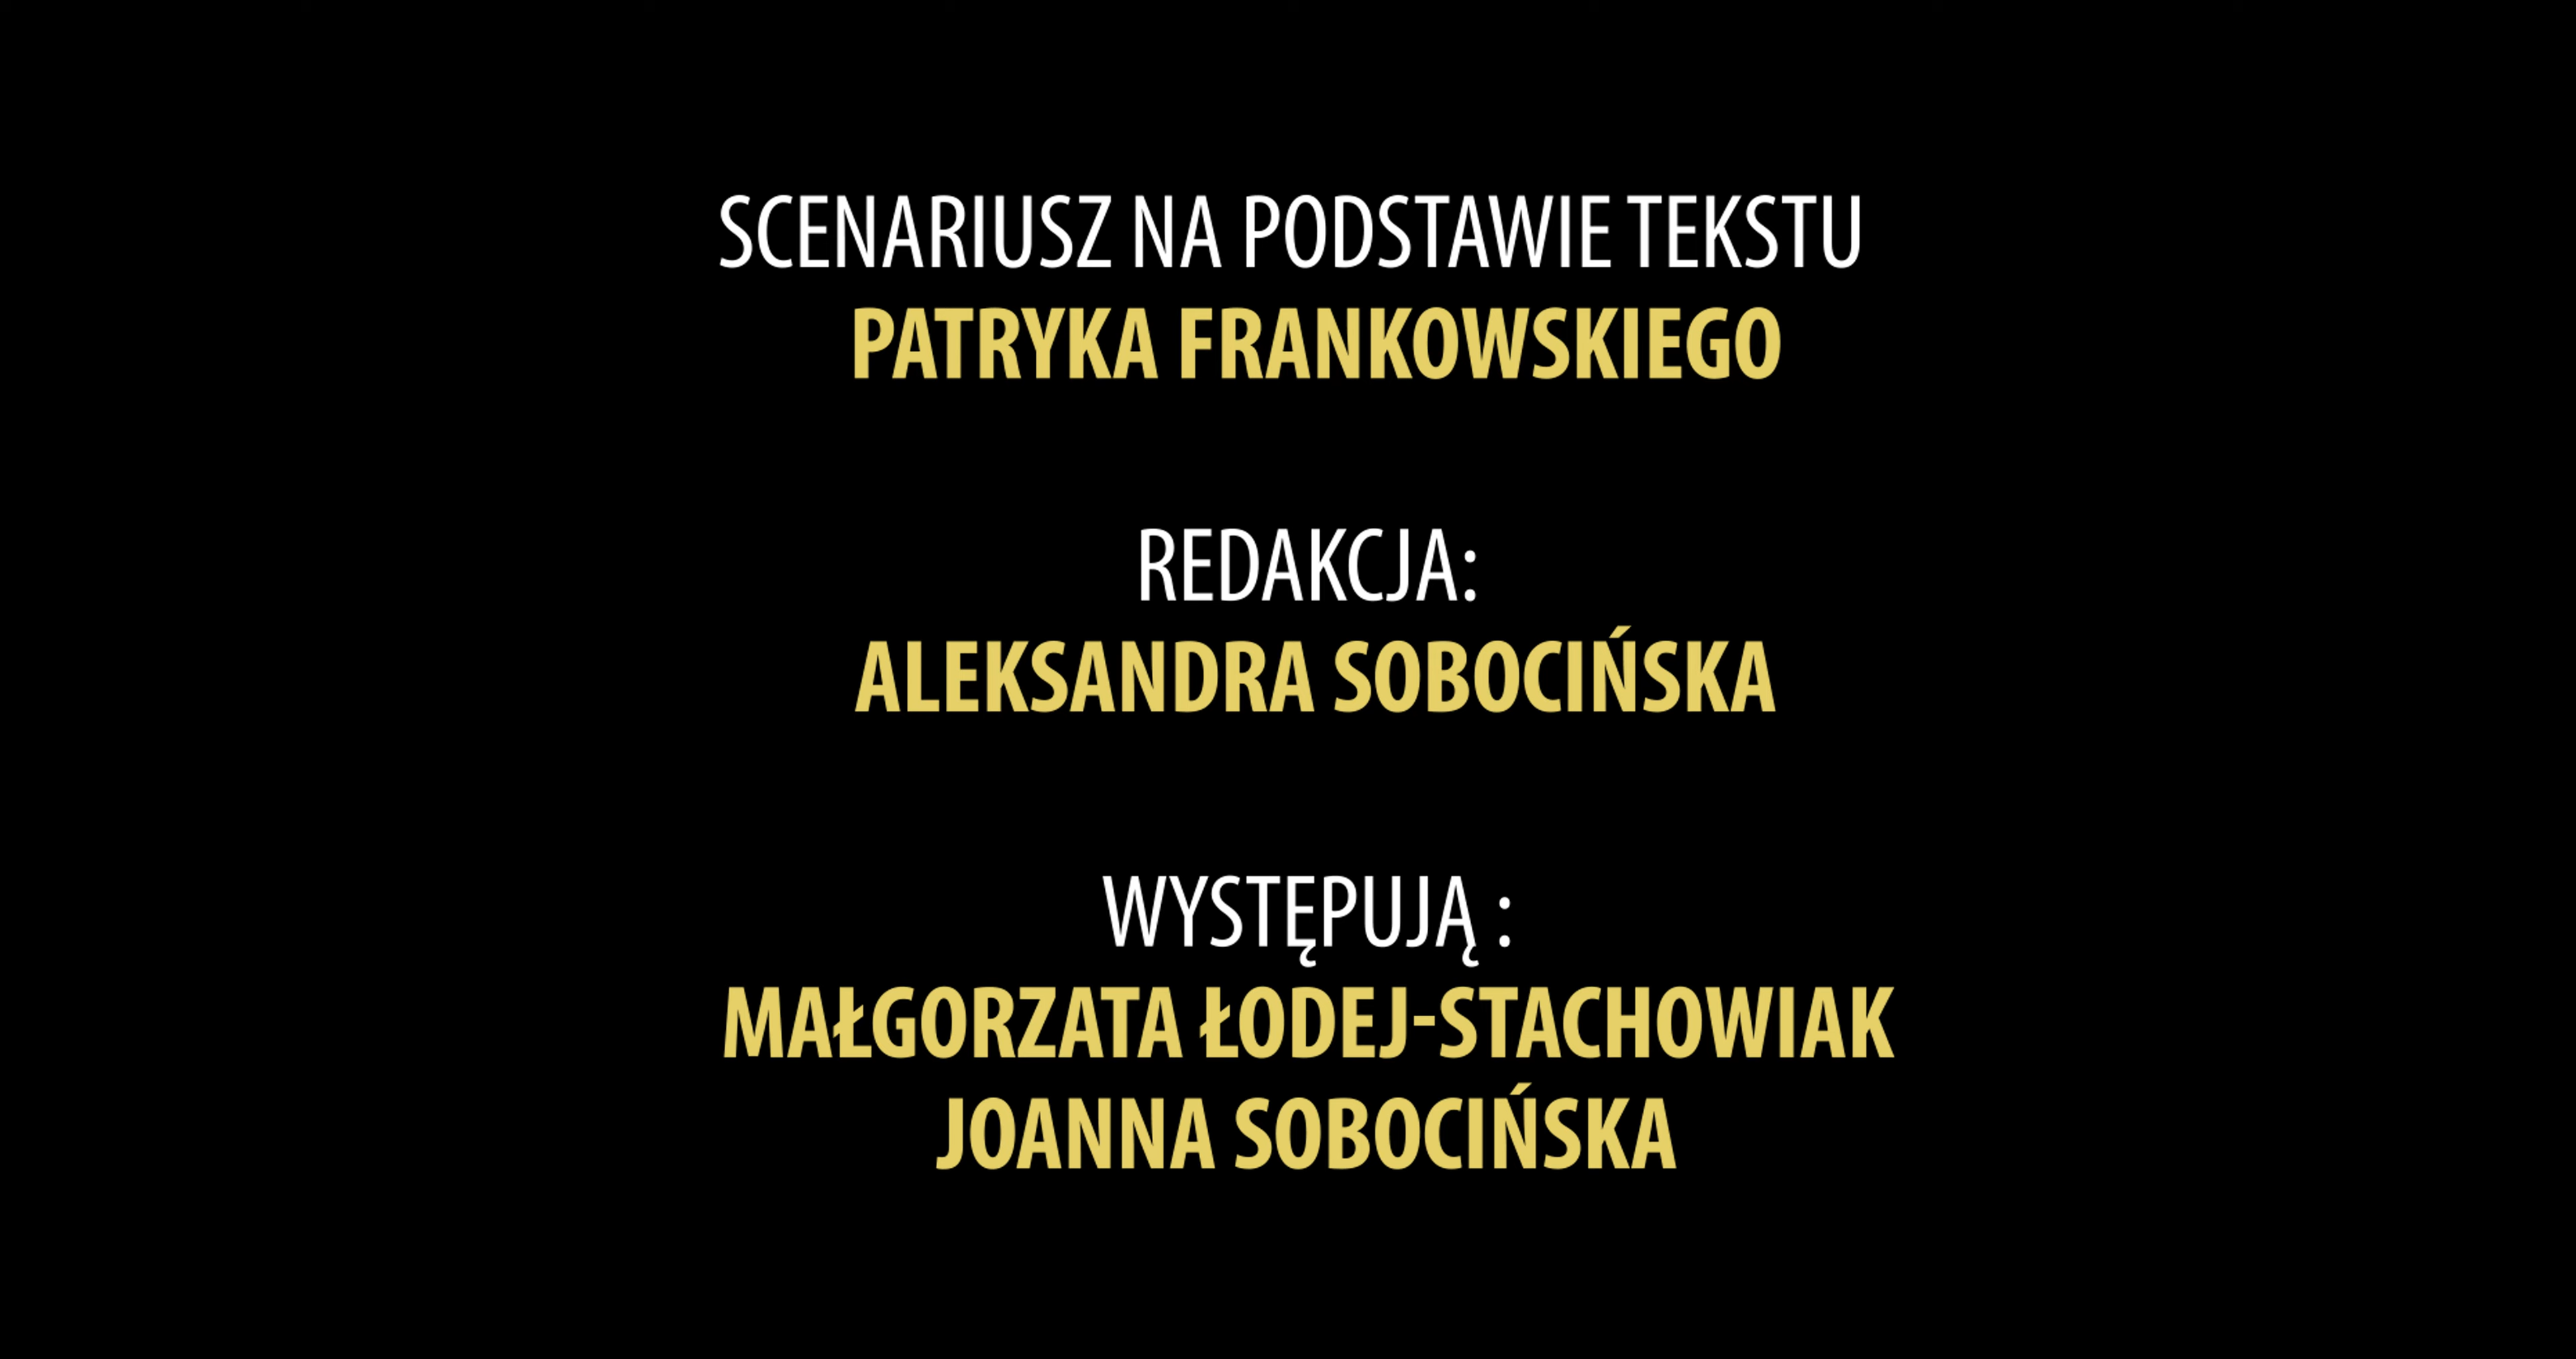 SCENARIUSZ NA PODSTAWIE TEKSTU
PATRYKA FRANKOWSKIEGO
REDAKCJA:
ALEKSANDRA SOBOCIŃSKA
WYSTĘPUJĄ :
MAŁGORZATA ŁODEJ-STACHOWIAK
JOANNA SOBOCIŃSKA